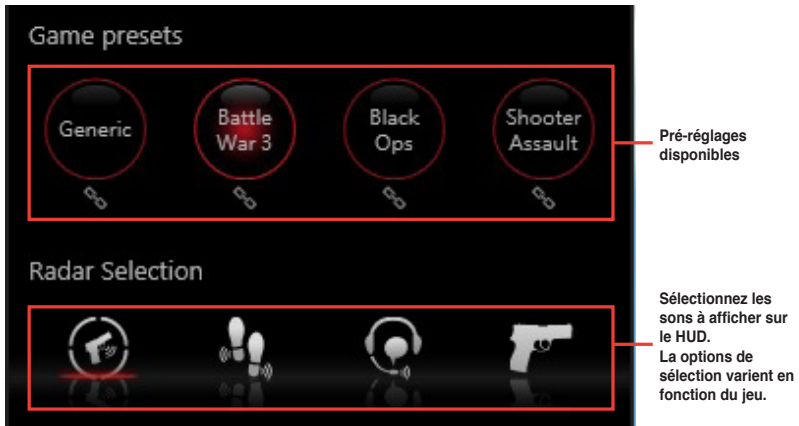 Game presets
Generic
Battle
War 3
Black
Ops
Shooter
Assault
Pré-réglages
disponibles
Radar Selection
Sélectionnez les
sons à afficher sur
le HUD.
La options de
sélection varient en
fonction du jeu.